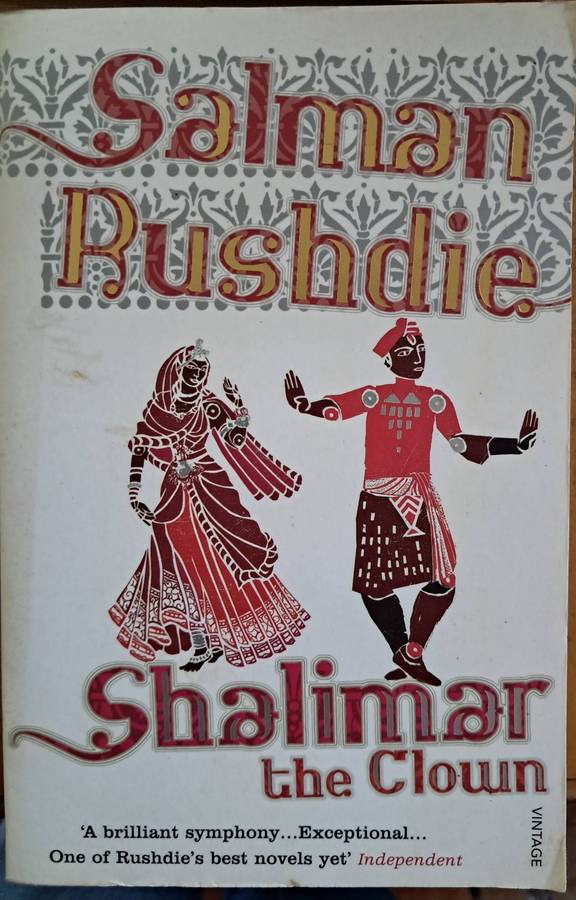 Salman
Rushdie
Shalimar
the Clown
‘A brilliant symphony...Exceptional...
One of Rushdie’s best novels yet’ Independent
VINTAGE